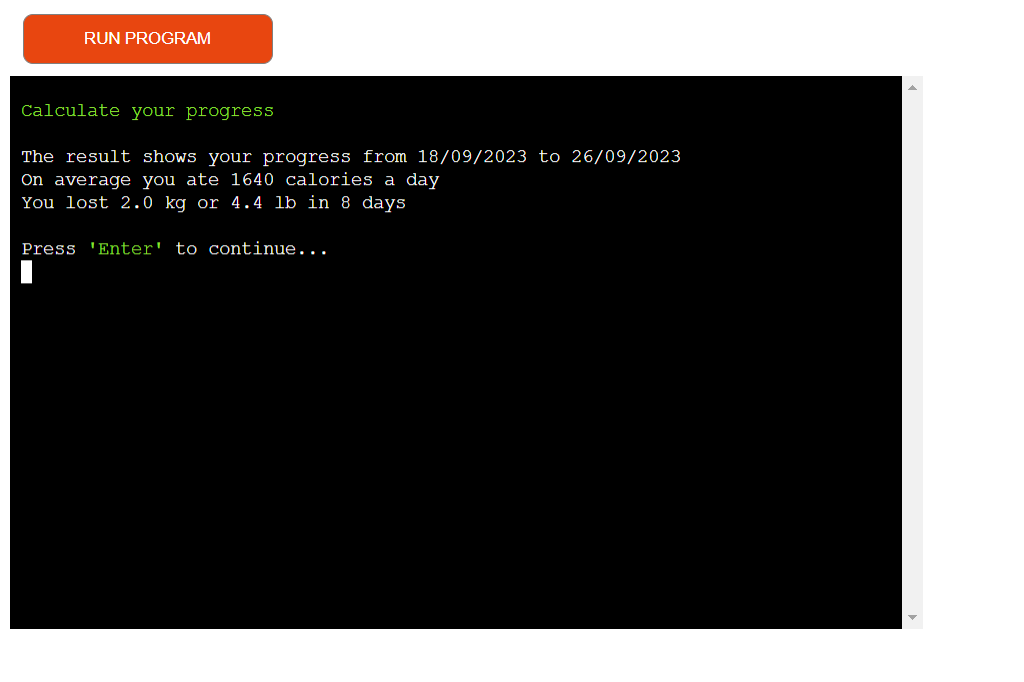 RUN PROGRAM
Calculate your progress
The result shows your progress from 18/09/2023 to 26/09/2023
On average you ate 1640 calories a day
You lost 2.0 kg or 4.4 lb in 8 days
Press 'Enter' to continue...